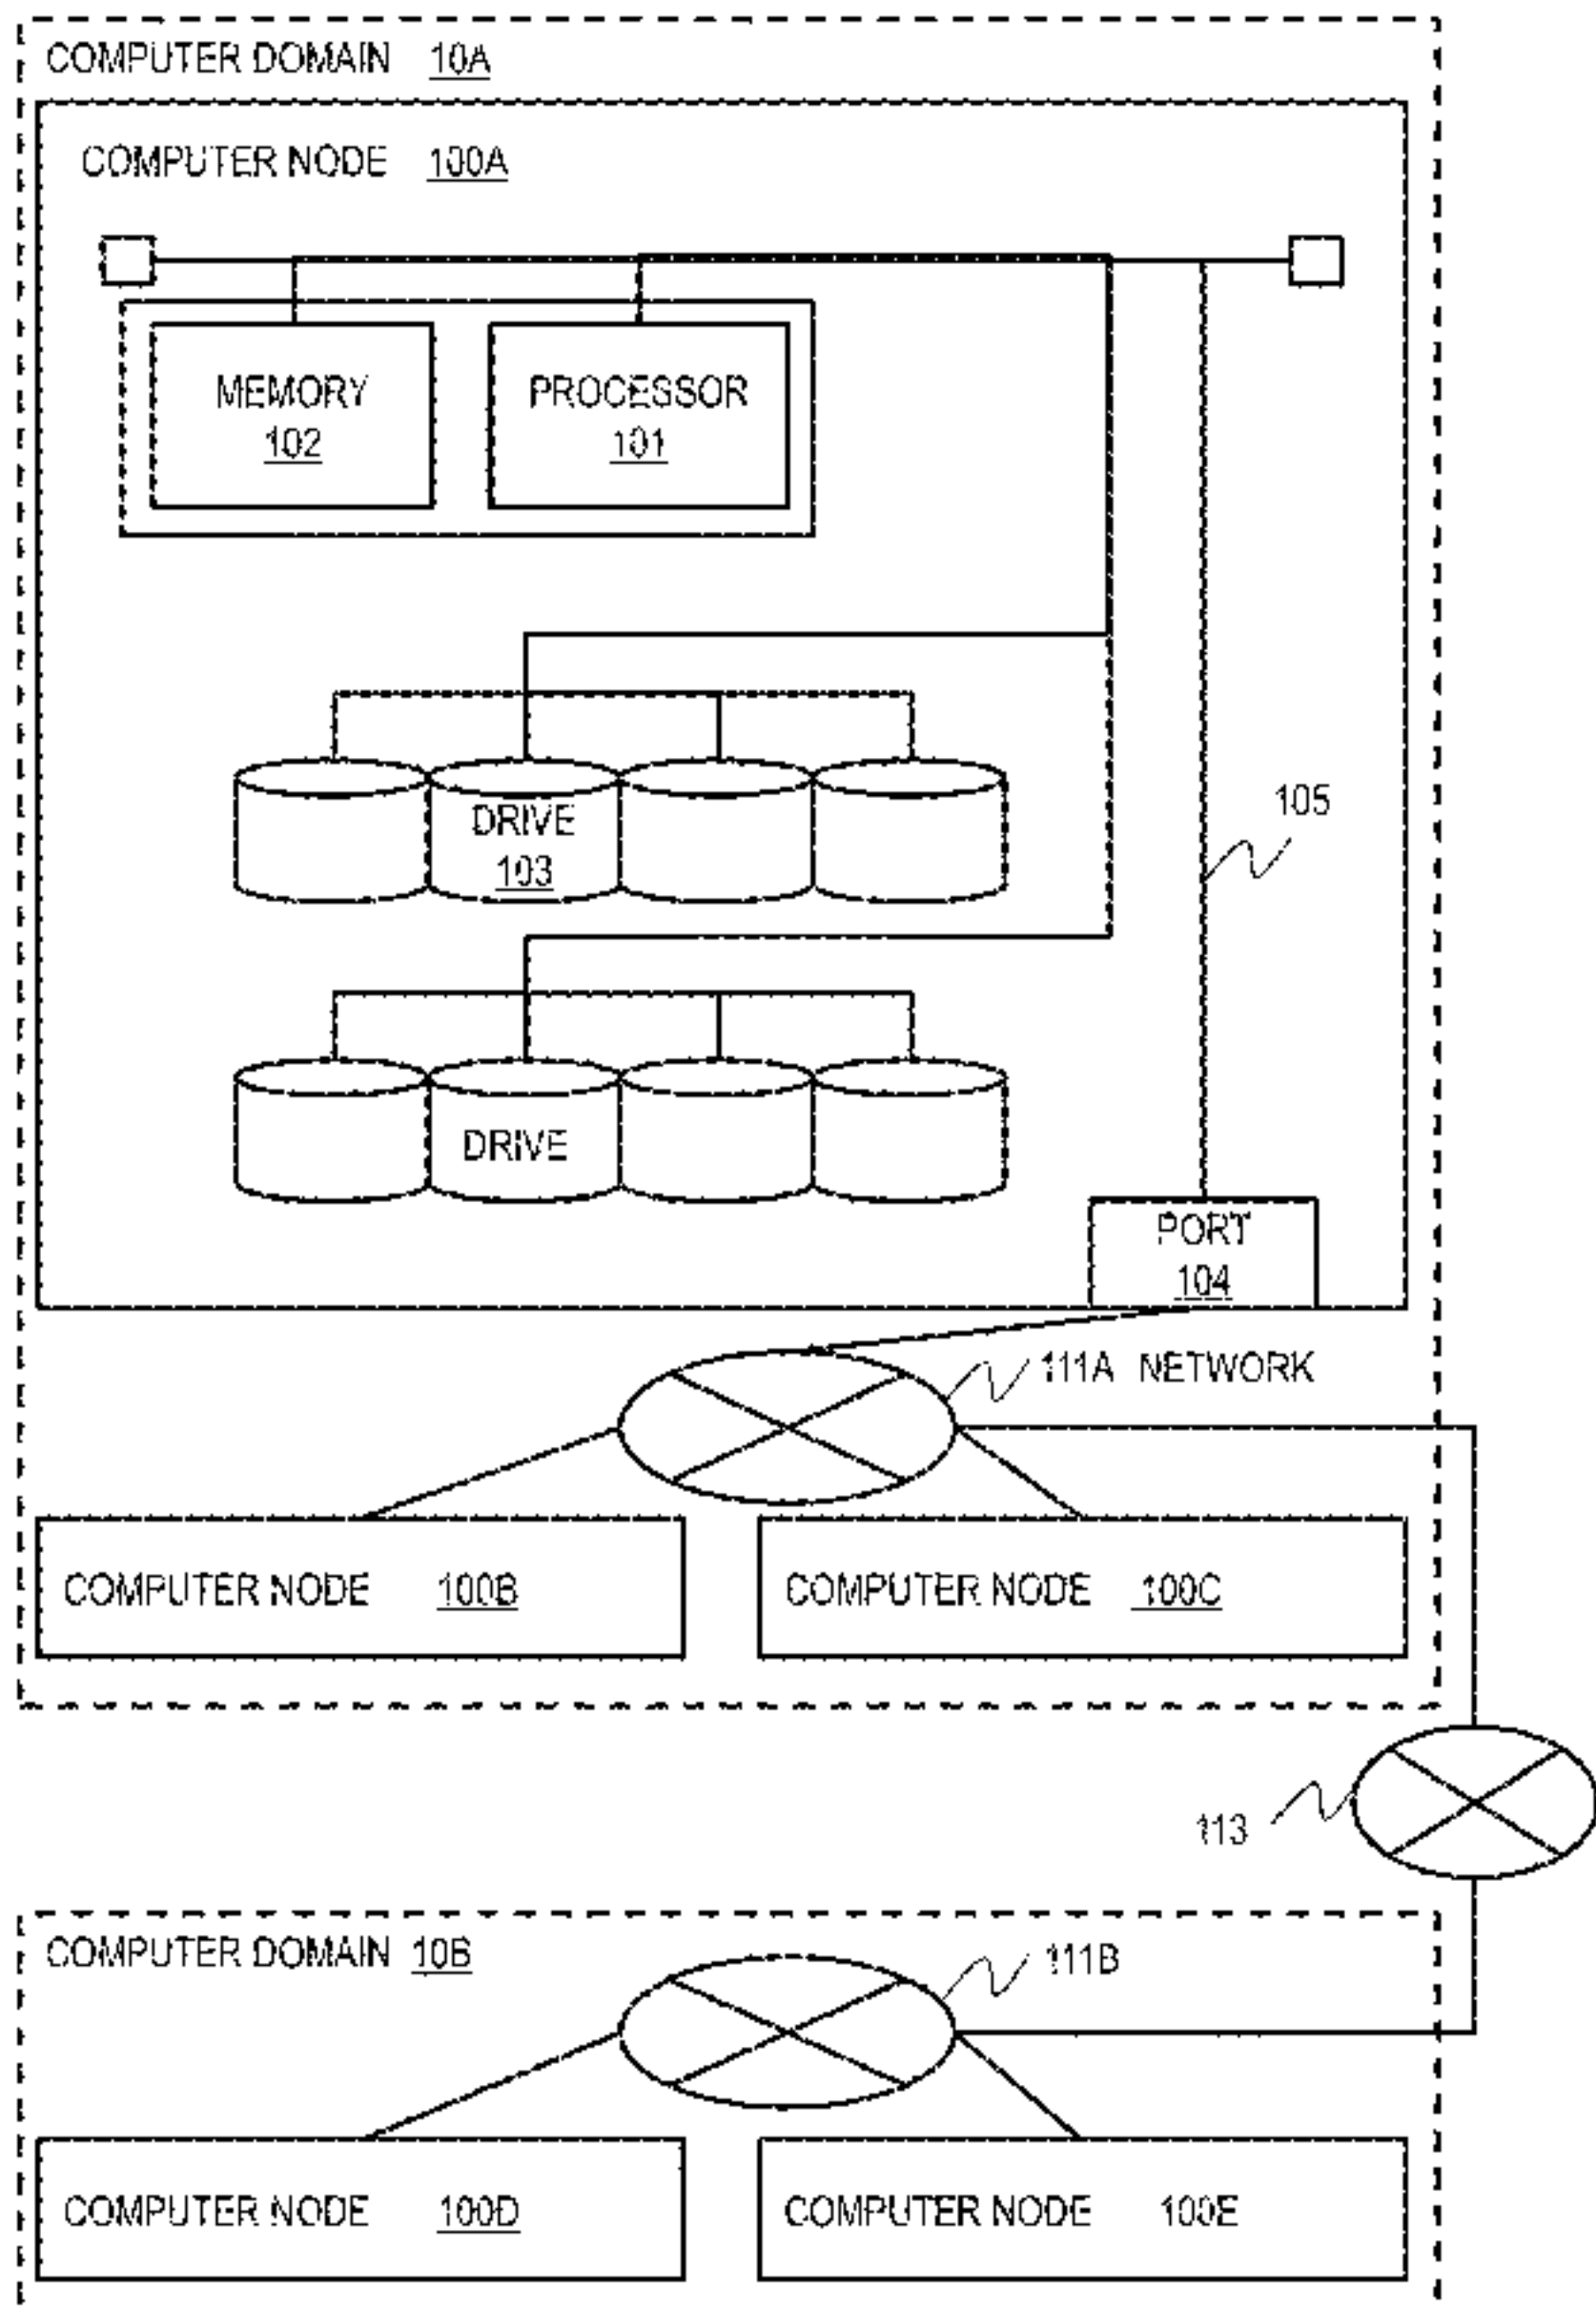 COMPUTER DOMAIN 10A
COMPUTER NODE 100A
MEMORY
102
PROCESSOR
101
DRIVE
103
105
DRIVE
PORT
104
111A NETWORK
COMPUTER NODE 100B
COMPUTER NODE 100C
113
COMPUTER DOMAIN 10B
111B
COMPUTER NODE 100D
COMPUTER NODE 100E